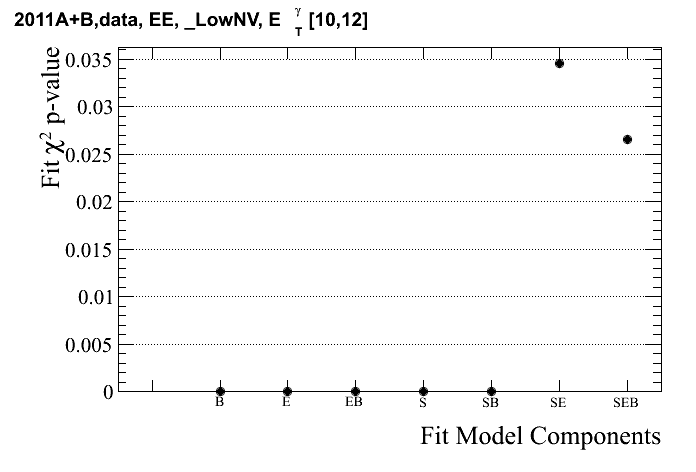 2011A+B,data, EE, _LowNV, E γ T [10,12]
Fit χ² p-value
0.035
0.03
0.025
0.02
0.015
0.01
0.005
0
B E EB S SB SE SEB
Fit Model Components